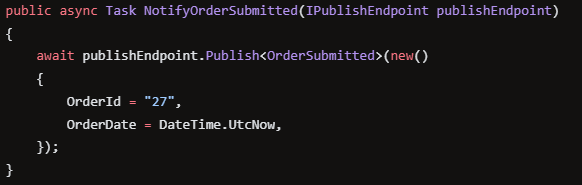 public async Task NotifyOrderSubmitted(IPublishEndpoint publishEndpoint)
{
    await publishEndpoint.Publish<OrderSubmitted>(new()
    {
        OrderId = "27",
        OrderDate = DateTime.UtcNow,
    });
}